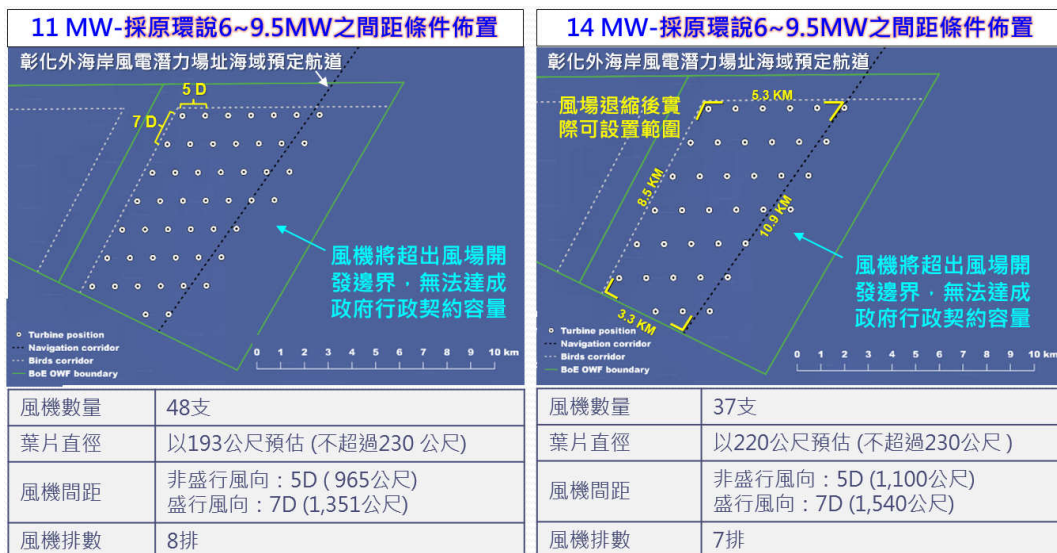 11 MW-採原環說6~9.5MW之間距條件佈置
彰化外海岸風電潛力場址海域預定航道
5 D
7 D
風機將超出風場開
發邊界，無法達成
政府行政契約容量
Turbine position
Navigation corridor
Birds corridor
BoE OWF boundary
0 1 2 3 4 5 6 7 8 9 10 km
風機數量 48支
葉片直徑 以193公尺預估 (不超過230 公尺)
風機間距 非盛行風向：5D ( 965公尺)
盛行風向：7D (1,351公尺)
風機排數 8排
14 MW-採原環說6~9.5MW之間距條件佈置
彰化外海岸風電潛力場址海域預定航道
風場退縮後實
際可設置範圍
5.3 KM
8.5 KM
10.9 KM
3.3 KM
風機將超出風場開
發邊界，無法達成
政府行政契約容量
Turbine position
Navigation corridor
Birds corridor
BoE OWF boundary
0 1 2 3 4 5 6 7 8 9 10 km
風機數量 37支
葉片直徑 以220公尺預估 (不超過230公尺 )
風機間距 非盛行風向：5D (1,100公尺)
盛行風向：7D (1,540公尺)
風機排數 7排